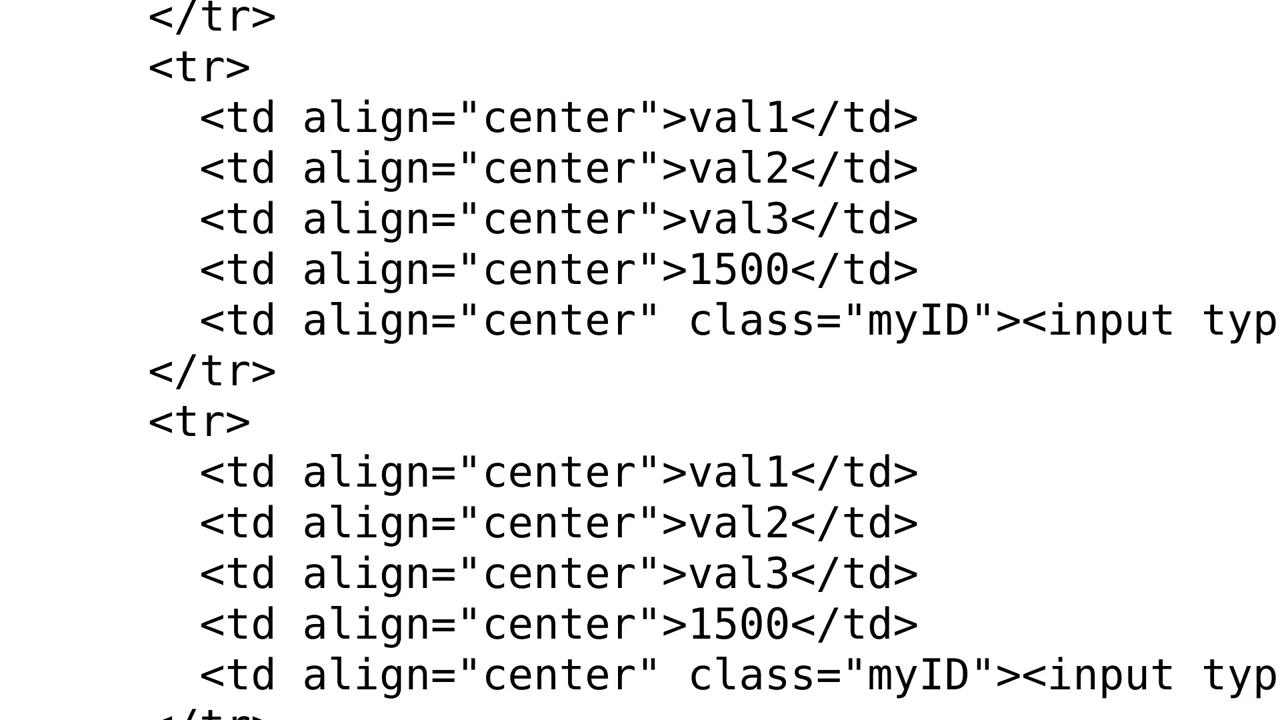 </tr>
<tr>
<td align="center">val1</td>
<td align="center">val2</td>
<td align="center">val3</td>
<td align="center">1500</td>
<td align="center" class="myID"><input typ
</tr>
<tr>
<td align="center">val1</td>
<td align="center">val2</td>
<td align="center">val3</td>
<td align="center">1500</td>
<td align="center" class="myID"><input typ
</tr>